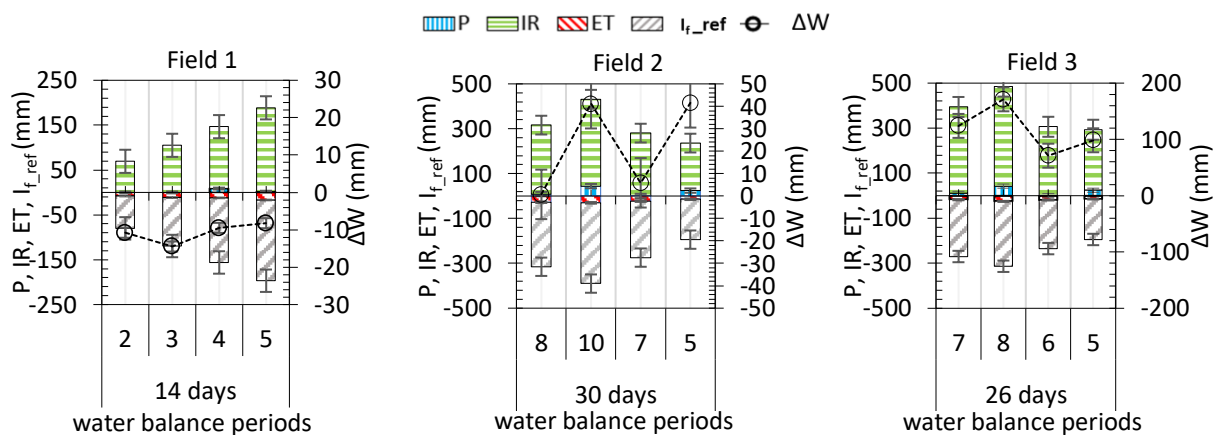 P IR ET I_f_ref ΔW
Field 1
250
150
50
-50
-150
-250
P, IR, ET, I_f_ref (mm)
30
20
10
0
-10
-20
-30
ΔW (mm)
2 3 4 5
14 days
water balance periods
Field 2
500
300
100
-100
-300
-500
P, IR, ET, I_f_ref (mm)
50
40
30
20
10
0
-10
-20
-30
-40
-50
ΔW (mm)
8 10 7 5
30 days
water balance periods
Field 3
500
300
100
-100
-300
-500
P, IR, ET, I_f_ref (mm)
200
100
0
-100
-200
ΔW (mm)
7 8 6 5
26 days
water balance periods